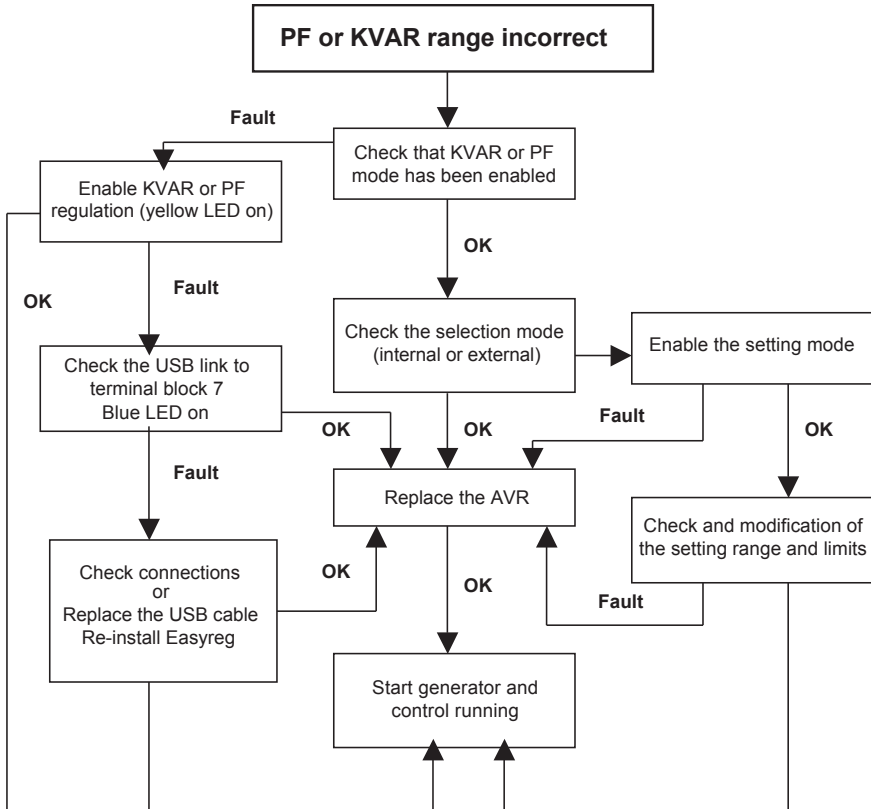 PF or KVAR range incorrect
Fault
Check that KVAR or PF
mode has been enabled
Enable KVAR or PF
regulation (yellow LED on)
OK
OK
Fault
Check the selection mode
(internal or external)
Enable the setting mode
Check the USB link to
terminal block 7
Blue LED on
OK
OK
Fault
OK
Fault
Replace the AVR
Check and modification of
the setting range and limits
Check connections
or
Replace the USB cable
Re-install Easyreg
OK
OK
Fault
Start generator and
control running